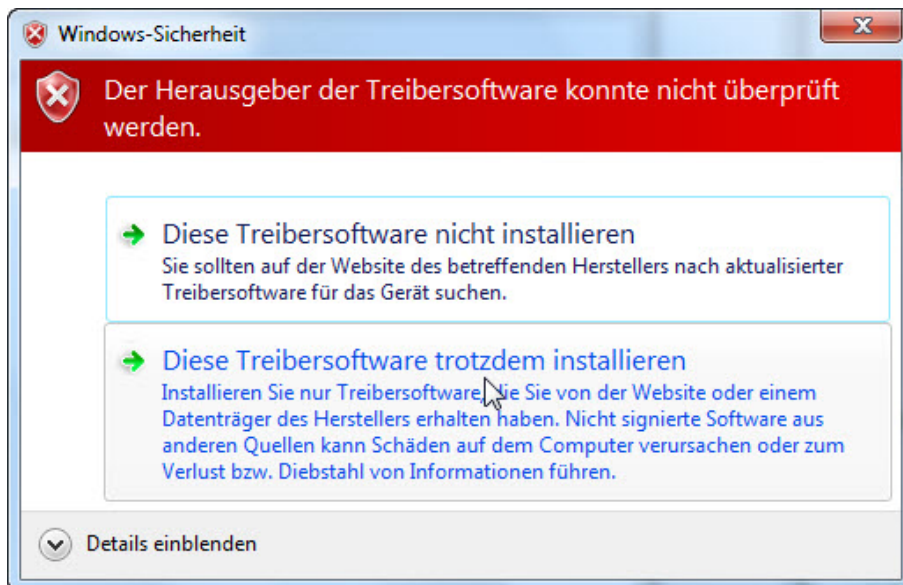 Windows-Sicherheit
Der Herausgeber der Treibersoftware konnte nicht überprüft
werden.
Diese Treibersoftware nicht installieren
Sie sollten auf der Website des betreffenden Herstellers nach aktualisierter
Treibersoftware für das Gerät suchen.
Diese Treibersoftware trotzdem installieren
Installieren Sie nur Treibersoftware, die Sie von der Website oder einem
Datenträger des Herstellers erhalten haben. Nicht signierte Software aus
anderen Quellen kann Schäden auf dem Computer verursachen oder zum
Verlust bzw. Diebstahl von Informationen führen.
Details einblenden